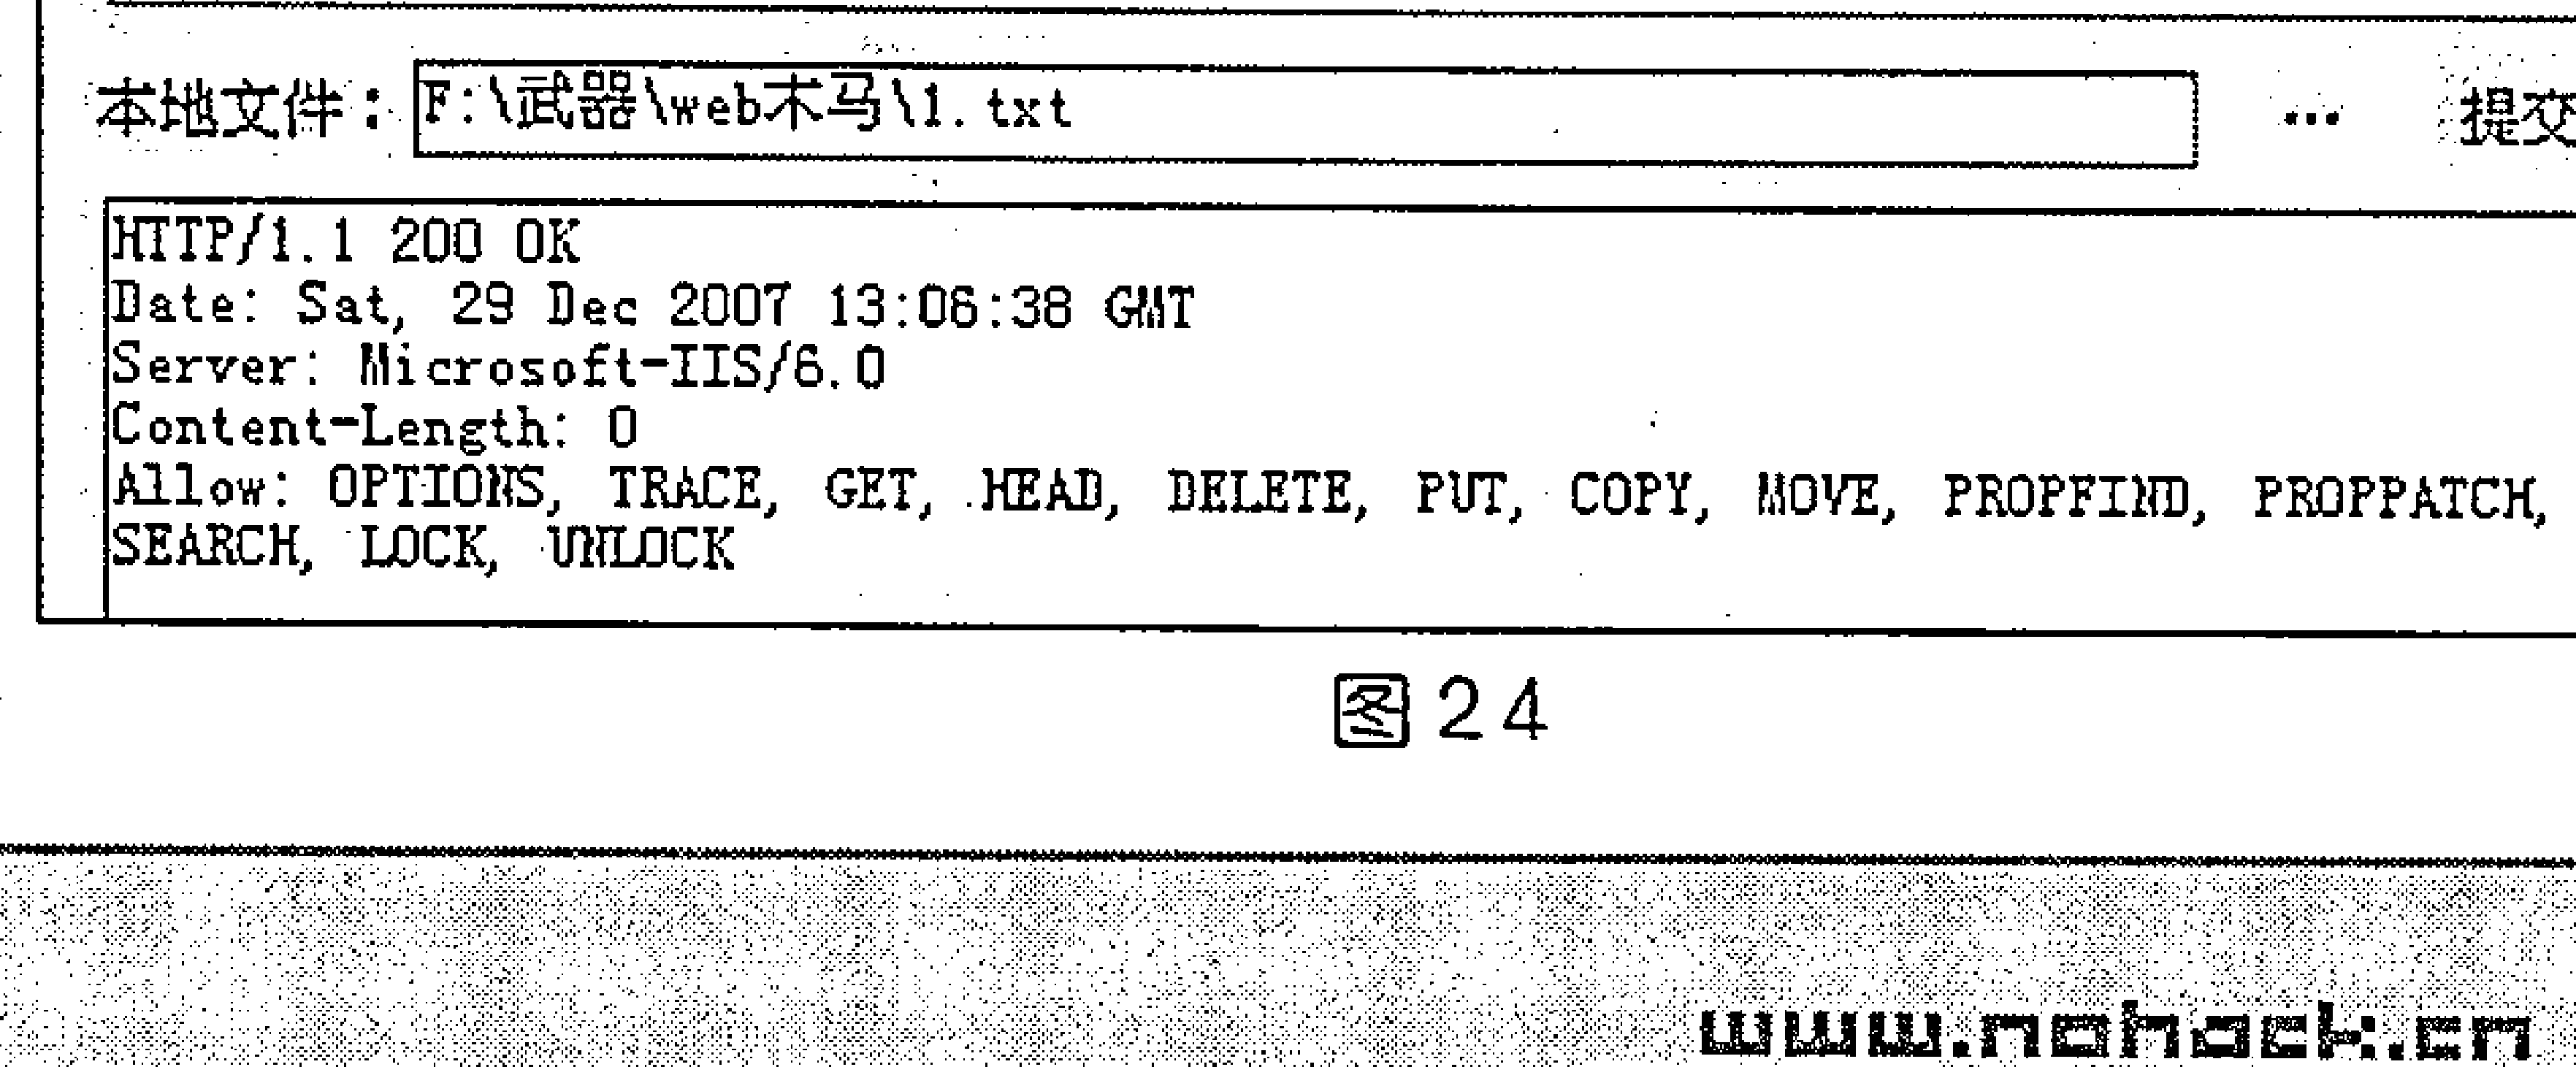 本地文件：F:\武器\web木马\1.txt ... 提交
HTTP/1.1 200 OK
Date: Sat, 29 Dec 2007 13:06:38 GMT
Server: Microsoft-IIS/6.0
Content-Length: 0
Allow: OPTIONS, TRACE, GET, HEAD, DELETE, PUT, COPY, MOVE, PROPFIND, PROPPATCH,
SEARCH, LOCK, UNLOCK
图24
www.nohack.cn